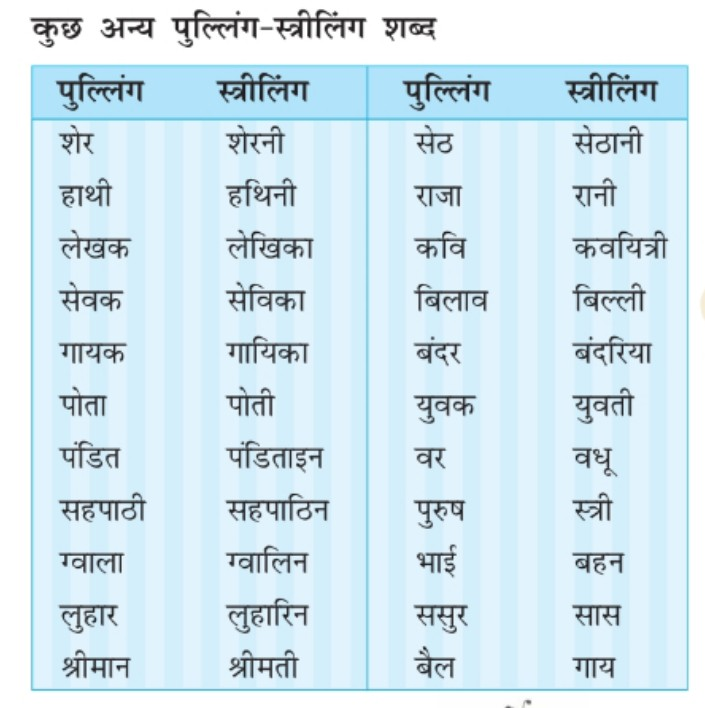 कुछ अन्य पुल्लिंग-स्त्रीलिंग शब्द
पुल्लिंग स्त्रीलिंग पुल्लिंग स्त्रीलिंग
शेर शेरनी सेठ सेठानी
हाथी हथिनी राजा रानी
लेखक लेखिका कवि कवयित्री
सेवक सेविका बिलाव बिल्ली
गायक गायिका बंदर बंदरिया
पोता पोती युवक युवती
पंडित पंडिताइन वर वधू
सहपाठी सहपाठिन पुरुष स्त्री
ग्वाला ग्वालिन भाई बहन
लुहार लुहारिन ससुर सास
श्रीमान श्रीमती बैल गाय